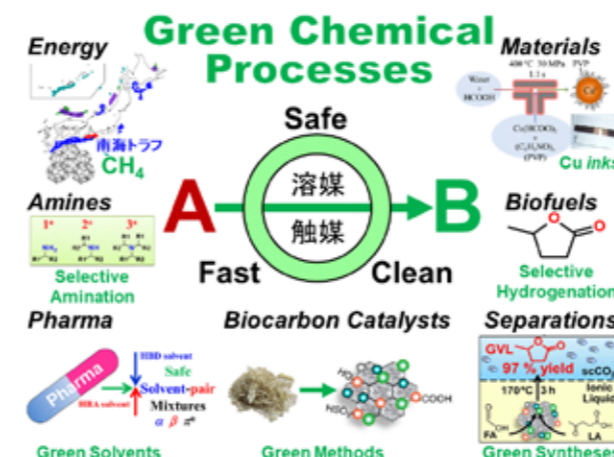 Green Chemical
Processes
Energy
南海トラフ
CH4
Materials
400 °C 30 MPa
PVP
1.1 s
Water
+
HCOOH
Cu(HCOO)2
+
(PVP)
Cu inks
Safe
溶媒
触媒
A
B
Fast
Clean
Amines
1° 2° 3°
Selective
Amination
Biofuels
O
O
Selective
Hydrogenation
Pharma
Pharma
HBD solvent
Safe
Solvent-pair
HBA solvent
Mixtures
α β π*
Green Solvents
Biocarbon Catalysts
HO
COOH
Green Methods
Separations
GVL
97 % yield
scCO2
170°C 3 h
Ionic
Liquid
FA
LA
Green Syntheses